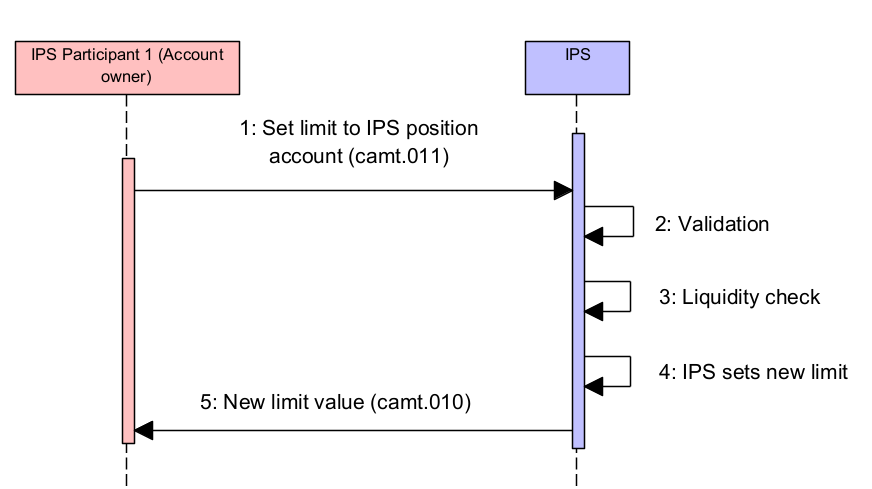 IPS Participant 1 (Account
owner)
IPS
1: Set limit to IPS position
account (camt.011)
2: Validation
3: Liquidity check
4: IPS sets new limit
5: New limit value (camt.010)